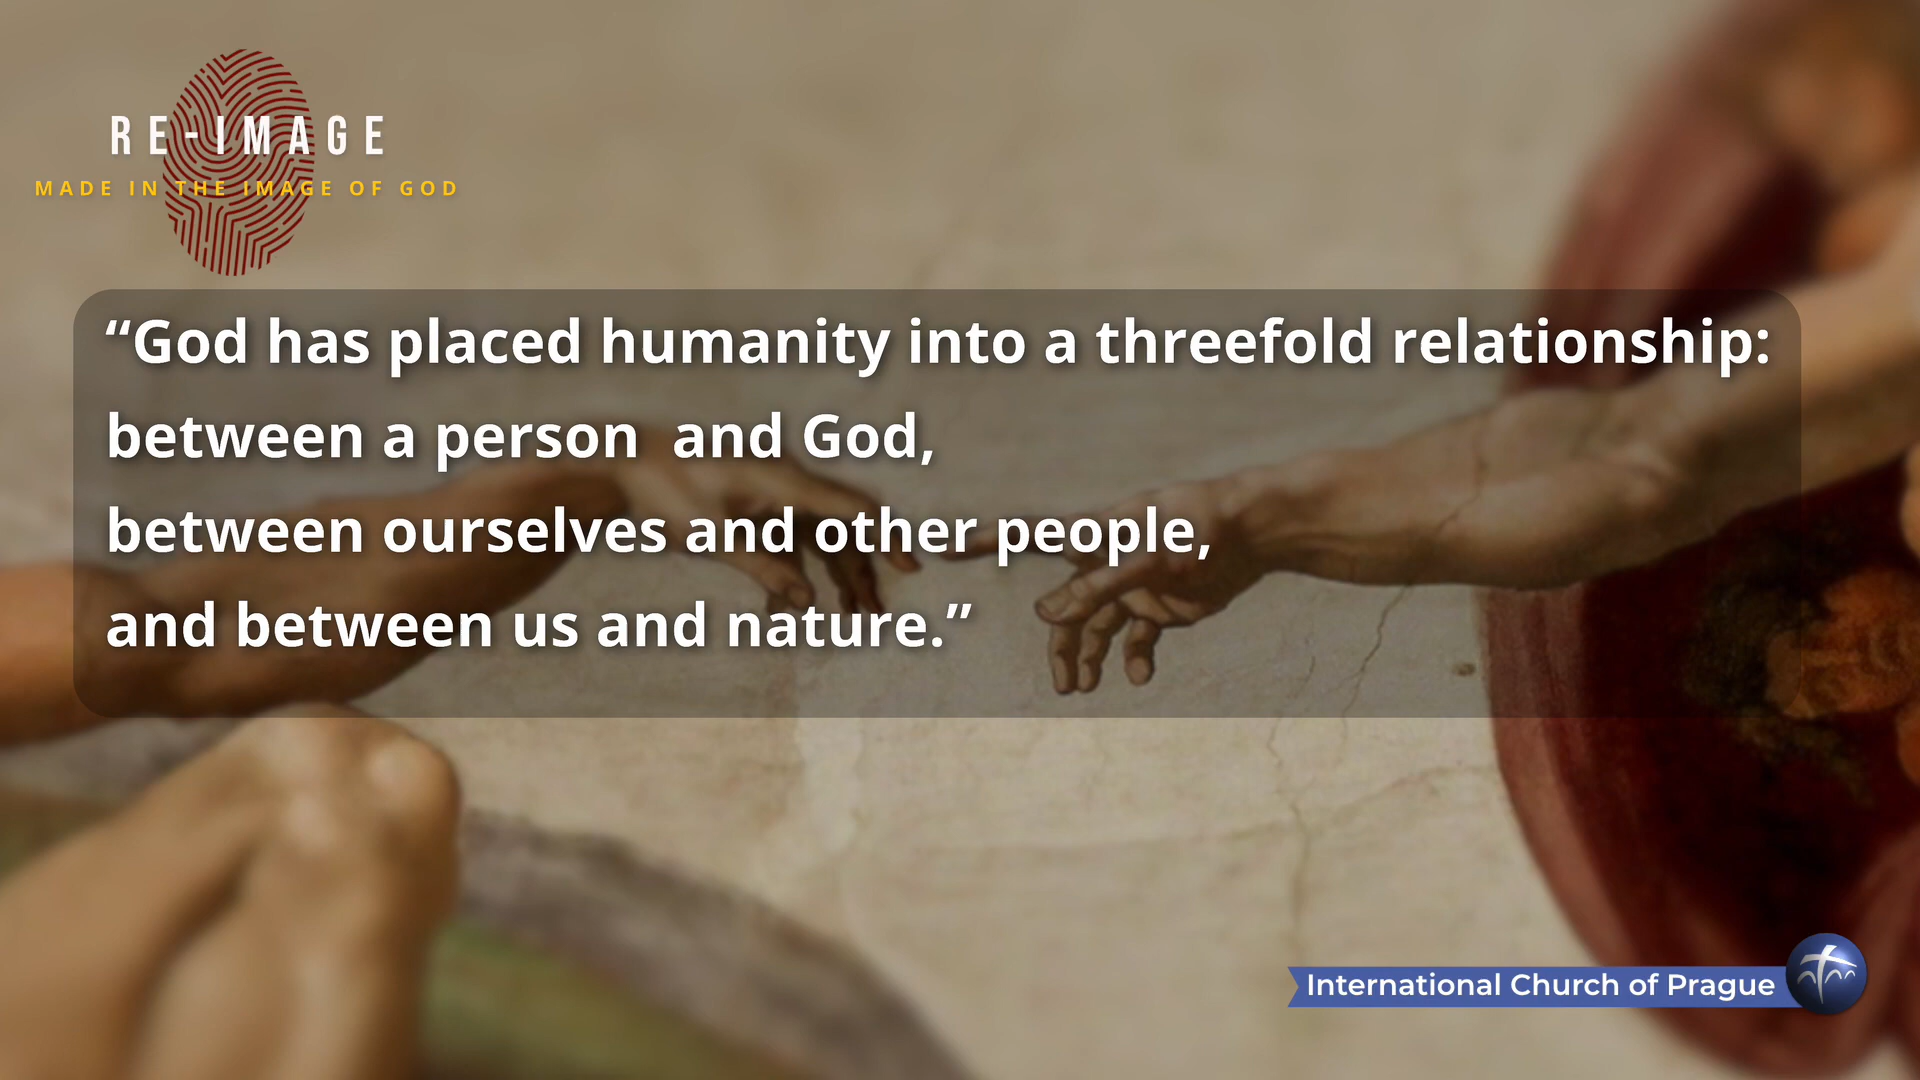 RE-IMAGE
MADE IN THE IMAGE OF GOD
“God has placed humanity into a threefold relationship:
between a person  and God,
between ourselves and other people,
and between us and nature.”
International Church of Prague